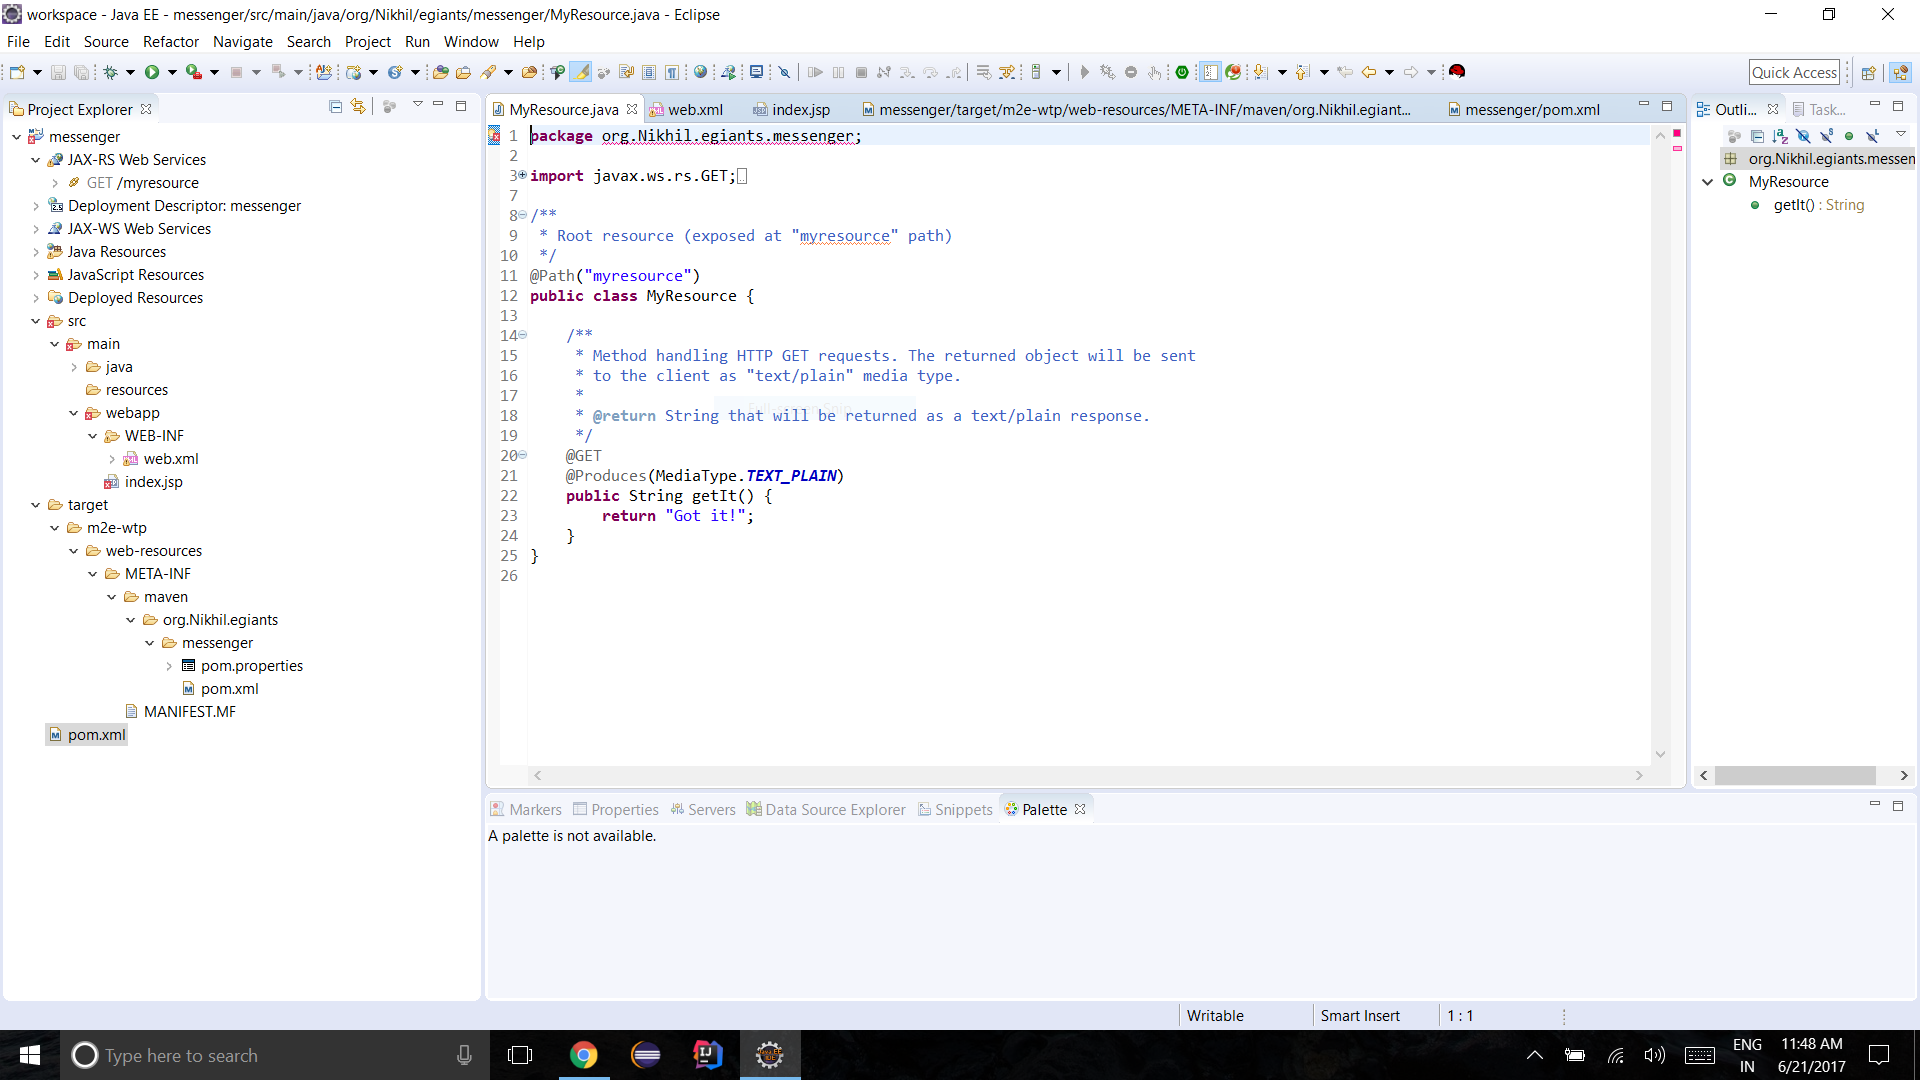 workspace - Java EE - messenger/src/main/java/org/Nikhil/egiants/messenger/MyResource.java - Eclipse
File Edit Source Refactor Navigate Search Project Run Window Help
Quick Access
Project Explorer
messenger
JAX-RS Web Services
GET /myresource
Deployment Descriptor: messenger
JAX-WS Web Services
Java Resources
JavaScript Resources
Deployed Resources
src
main
java
resources
webapp
WEB-INF
web.xml
index.jsp
target
m2e-wtp
web-resources
META-INF
maven
org.Nikhil.egiants
messenger
pom.properties
pom.xml
MANIFEST.MF
pom.xml
MyResource.java web.xml index.jsp messenger/target/m2e-wtp/web-resources/META-INF/maven/org.Nikhil.egiant... messenger/pom.xml
1 package org.Nikhil.egiants.messenger;
2
3 import javax.ws.rs.GET;
7
8 /**
9  * Root resource (exposed at "myresource" path)
10  */
11 @Path("myresource")
12 public class MyResource {
13
14     /**
15      * Method handling HTTP GET requests. The returned object will be sent
16      * to the client as "text/plain" media type.
17      *
18      * @return String that will be returned as a text/plain response.
19      */
20     @GET
21     @Produces(MediaType.TEXT_PLAIN)
22     public String getIt() {
23         return "Got it!";
24     }
25 }
26
Outli... Task...
org.Nikhil.egiants.messen
MyResource
getIt() : String
Markers Properties Servers Data Source Explorer Snippets Palette
A palette is not available.
Writable Smart Insert 1 : 1
Type here to search
ENG
IN
11:48 AM
6/21/2017